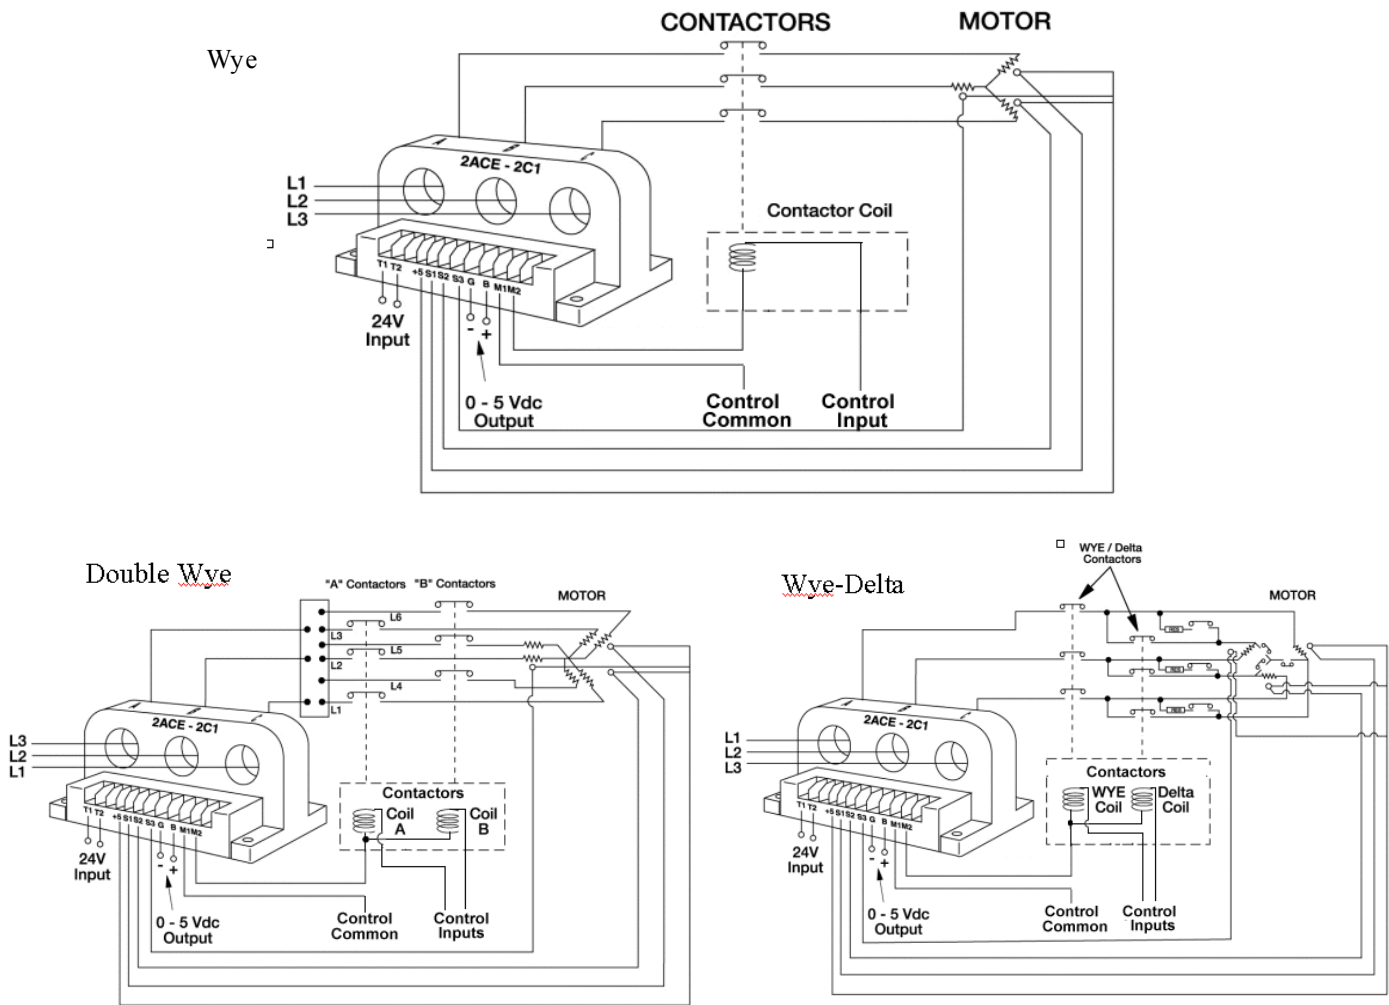 CONTACTORS MOTOR
Wye
A B C
2ACE - 2C1
L1
L2
L3
Contactor Coil
T1 T2 +5 S1 S2 S3 G B M1 M2
24V
Input
- +
0 - 5 Vdc
Output
Control
Common
Control
Input
Double Wye
"A" Contactors "B" Contactors
MOTOR
L6
L3
L5
L2
L4
L1
A B C
2ACE - 2C1
L3
L2
L1
Contactors
Coil
A
Coil
B
T1 T2 +5 S1 S2 S3 G B M1 M2
24V
Input
- +
0 - 5 Vdc
Output
Control
Common
Control
Inputs
WYE / Delta
Contactors
Wye-Delta
MOTOR
RES
RES
RES
A B C
2ACE - 2C1
L1
L2
L3
Contactors
WYE
Coil
Delta
Coil
T1 T2 +5 S1 S2 S3 G B M1 M2
24V
Input
- +
0 - 5 Vdc
Output
Control
Common
Control
Inputs